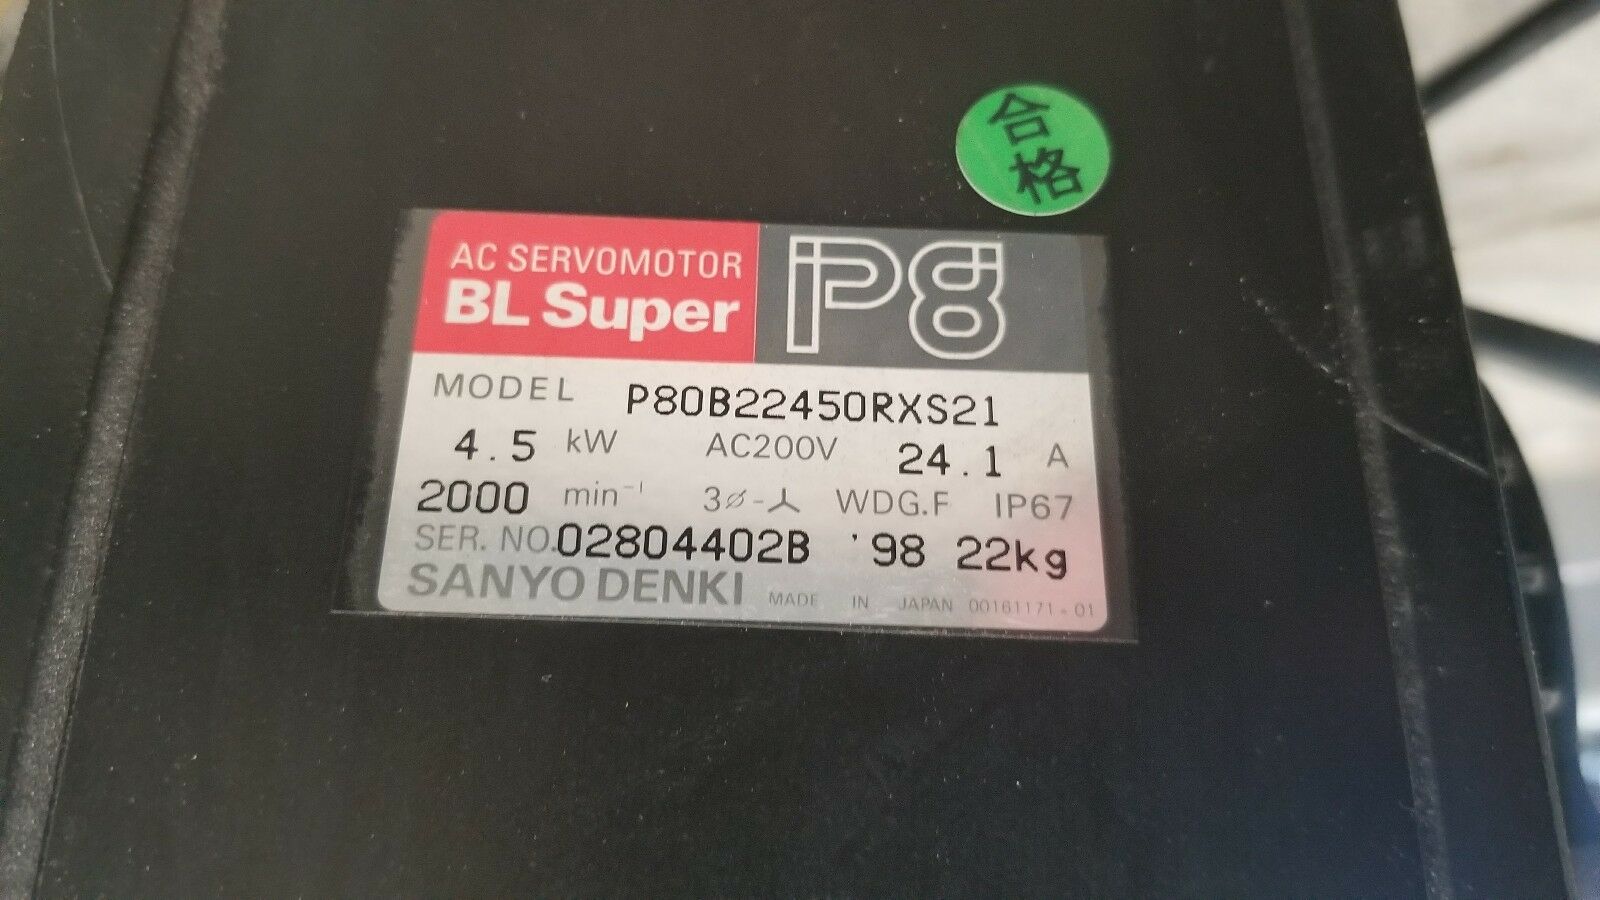 合
格
AC SERVOMOTOR
BL Super
P8
MODEL P80B22450RXS21
4.5 kW AC200V 24.1 A
2000 min⁻¹ 3⌀-⅄ WDG.F IP67
SER. NO.02804402B '98 22kg
SANYO DENKI MADE IN JAPAN 00161171-01